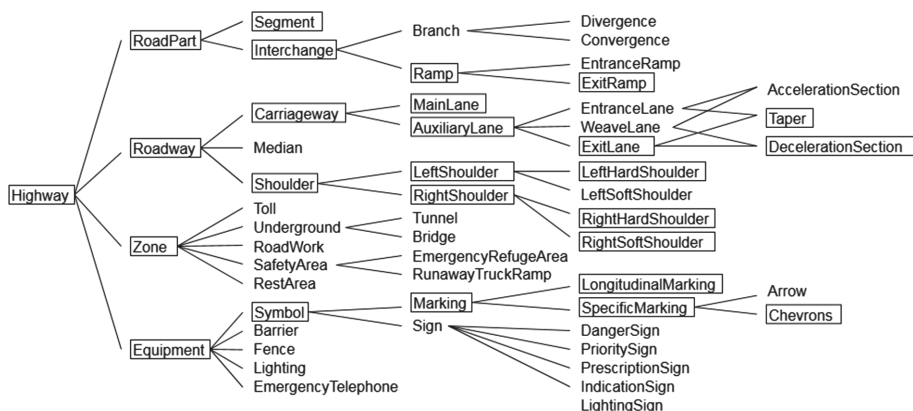 Segment
RoadPart
Interchange
Branch
Divergence
Convergence
Ramp
EntranceRamp
ExitRamp
Highway
Roadway
Carriageway
MainLane
AuxiliaryLane
EntranceLane
WeaveLane
ExitLane
AccelerationSection
Taper
DecelerationSection
Median
Shoulder
LeftShoulder
LeftHardShoulder
LeftSoftShoulder
RightShoulder
RightHardShoulder
RightSoftShoulder
Zone
Toll
Underground
Tunnel
Bridge
RoadWork
SafetyArea
EmergencyRefugeArea
RunawayTruckRamp
RestArea
Equipment
Symbol
Marking
LongitudinalMarking
SpecificMarking
Arrow
Chevrons
Sign
DangerSign
PrioritySign
PrescriptionSign
IndicationSign
LightingSign
Barrier
Fence
Lighting
EmergencyTelephone